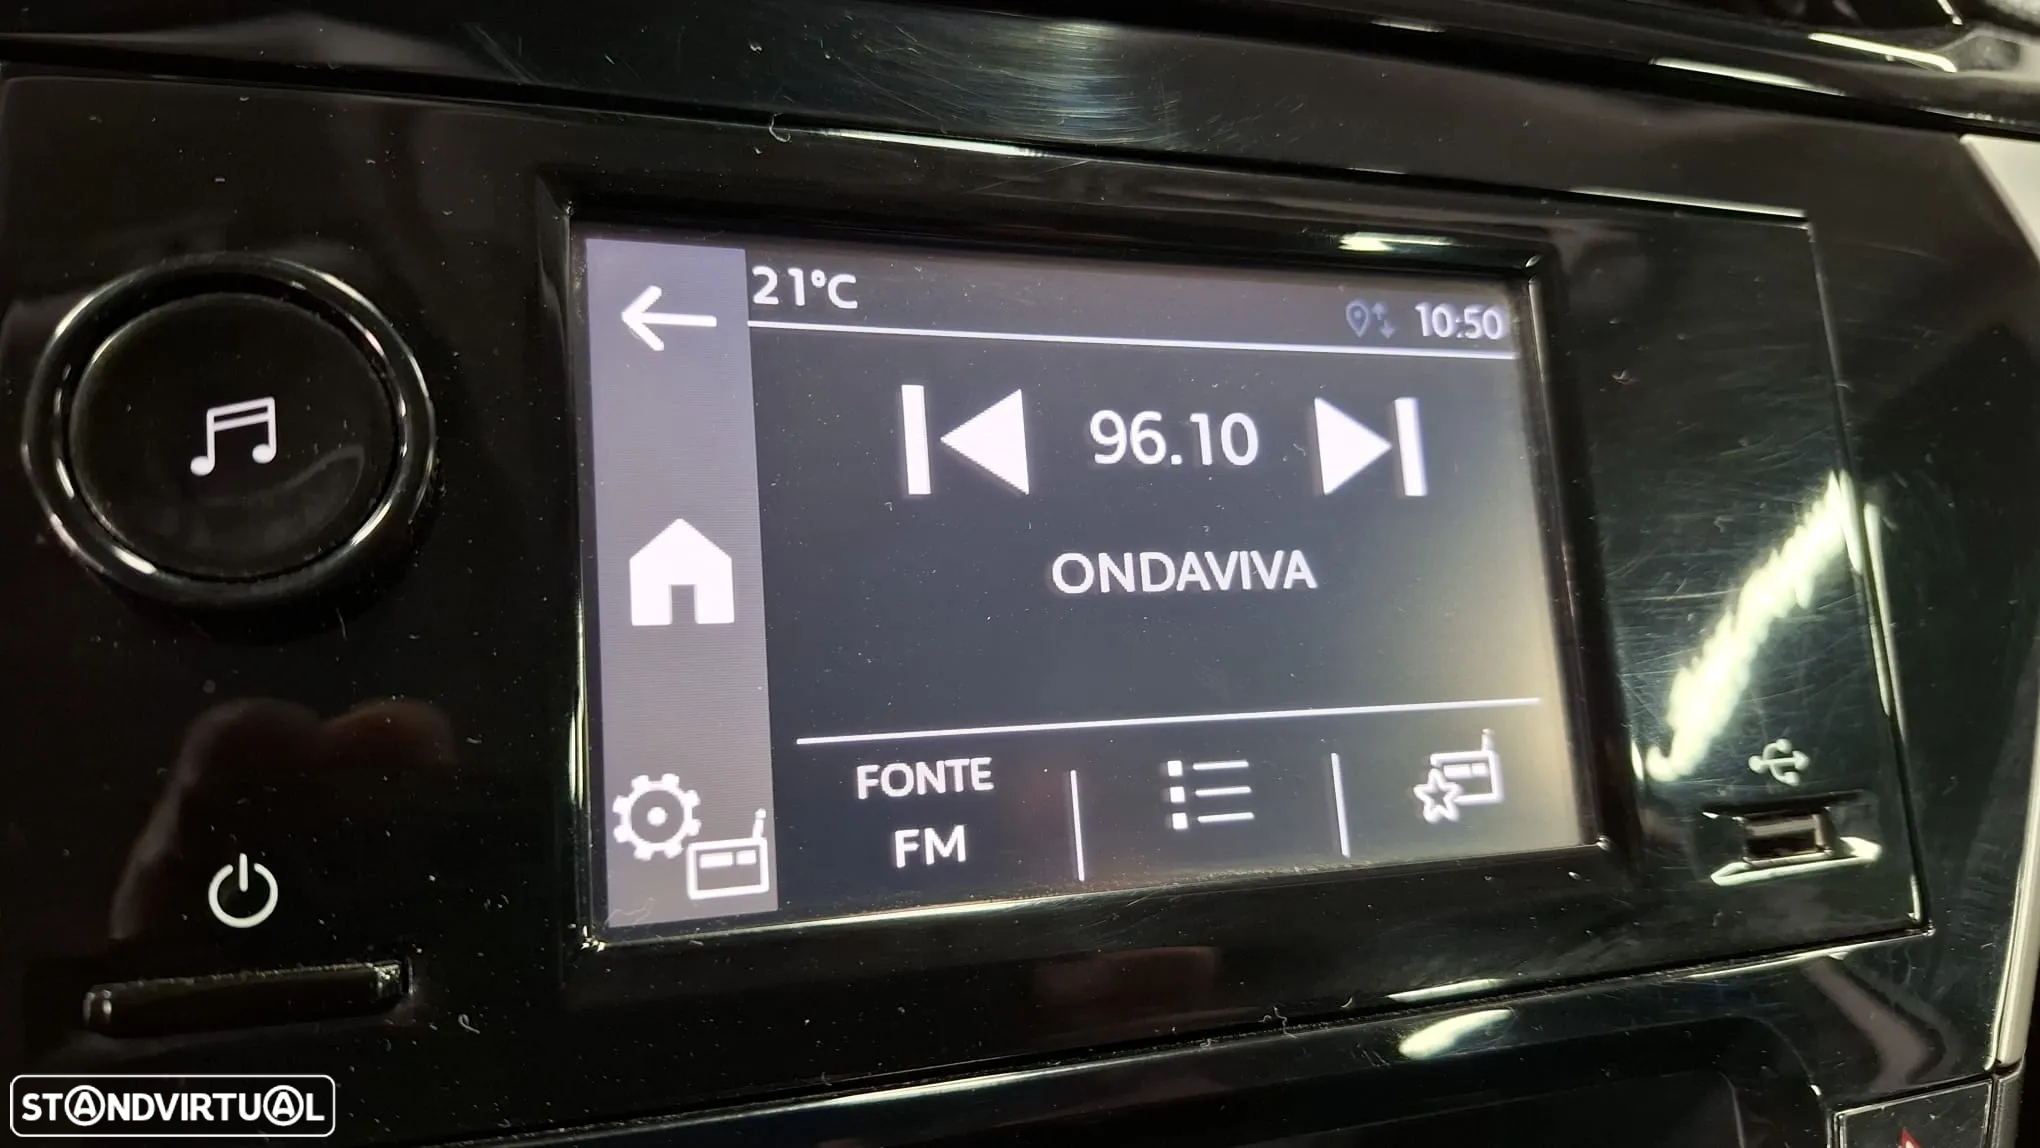 21°C
10:50
96.10
ONDAVIVA
FONTE
FM
STANDVIRTUAL